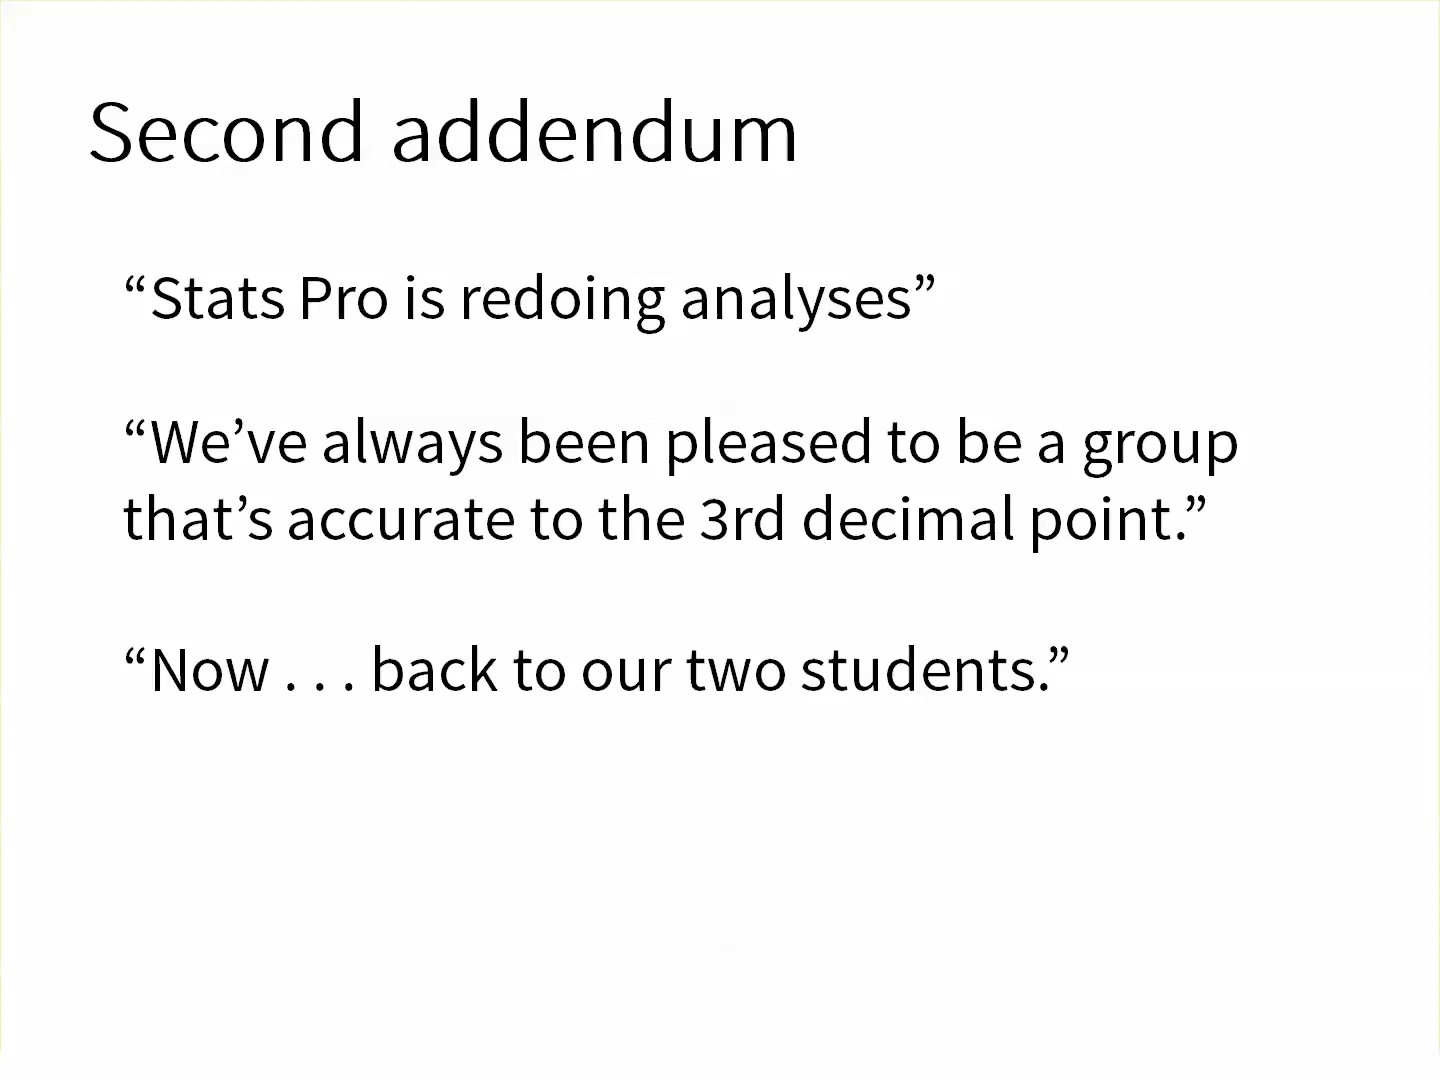 Second addendum
“Stats Pro is redoing analyses”
“We’ve always been pleased to be a group
that’s accurate to the 3rd decimal point.”
“Now . . . back to our two students.”